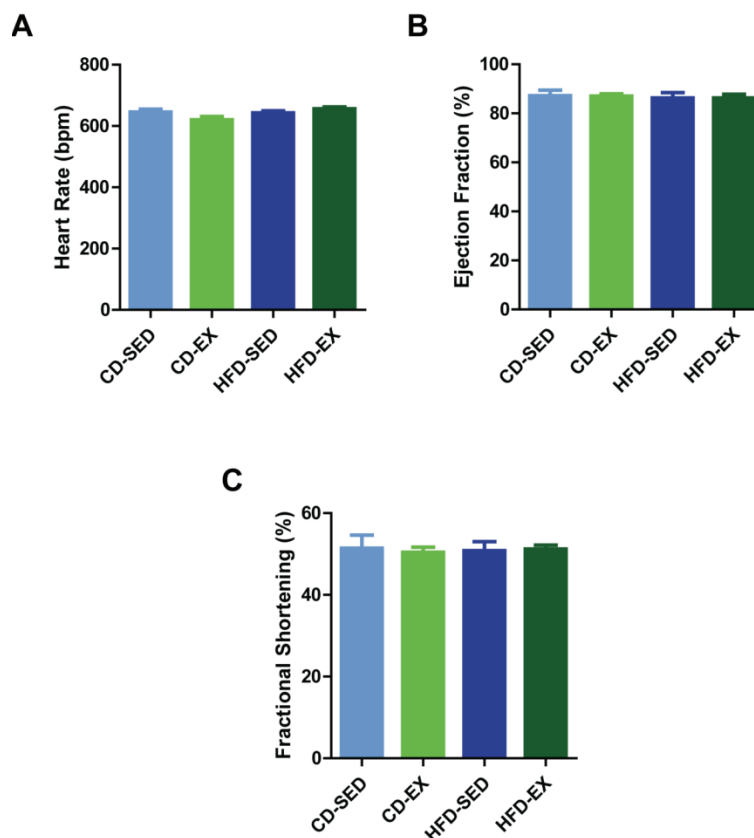 A
Heart Rate (bpm)
800
600
400
200
0
CD-SED
CD-EX
HFD-SED
HFD-EX
B
Ejection Fraction (%)
100
80
60
40
20
0
CD-SED
CD-EX
HFD-SED
HFD-EX
C
Fractional Shortening (%)
60
40
20
0
CD-SED
CD-EX
HFD-SED
HFD-EX